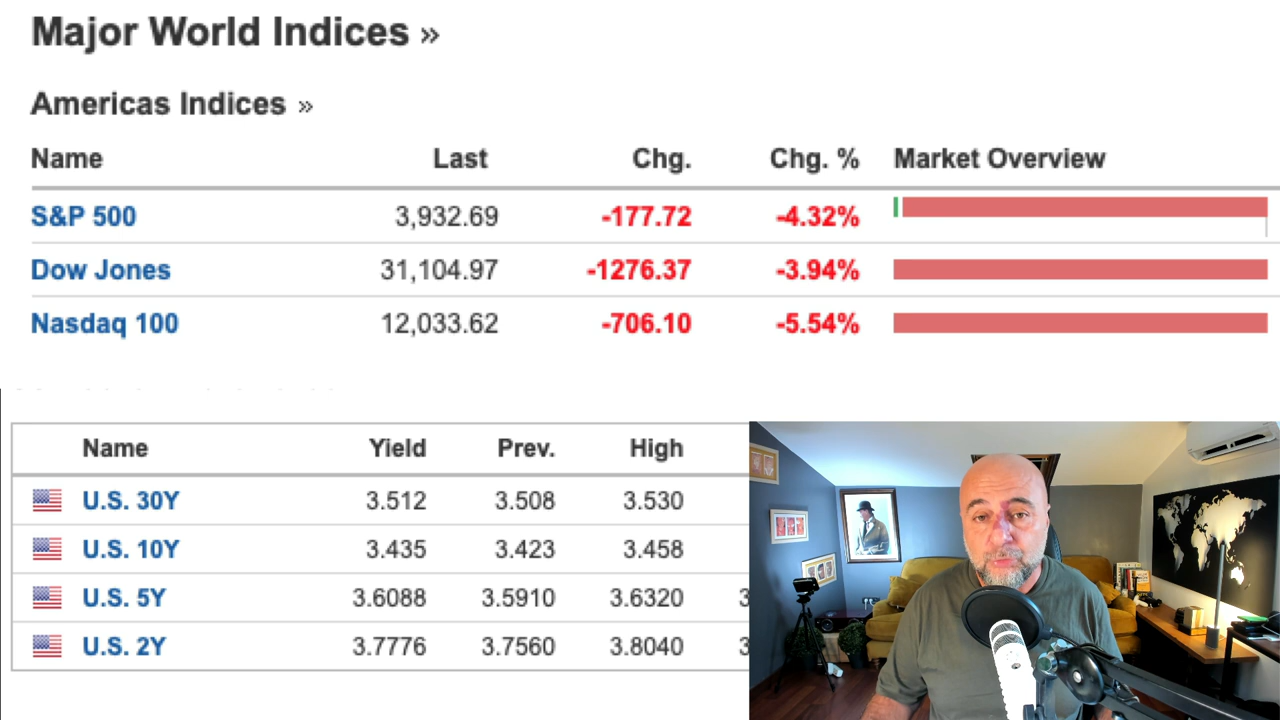 Major World Indices »
Americas Indices »
Name Last Chg. Chg. % Market Overview
S&P 500 3,932.69 -177.72 -4.32%
Dow Jones 31,104.97 -1276.37 -3.94%
Nasdaq 100 12,033.62 -706.10 -5.54%
Name Yield Prev. High
U.S. 30Y 3.512 3.508 3.530
U.S. 10Y 3.435 3.423 3.458
U.S. 5Y 3.6088 3.5910 3.6320 3
U.S. 2Y 3.7776 3.7560 3.8040 3